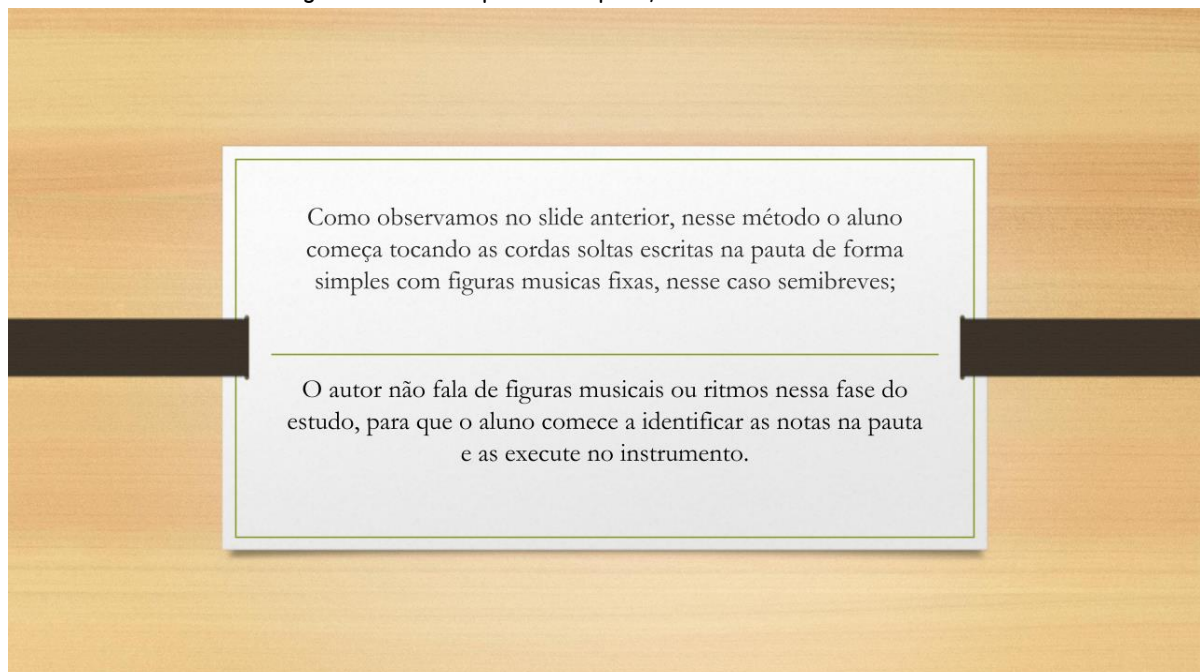 Como observamos no slide anterior, nesse método o aluno
começa tocando as cordas soltas escritas na pauta de forma
simples com figuras musicas fixas, nesse caso semibreves;
O autor não fala de figuras musicais ou ritmos nessa fase do
estudo, para que o aluno comece a identificar as notas na pauta
e as execute no instrumento.